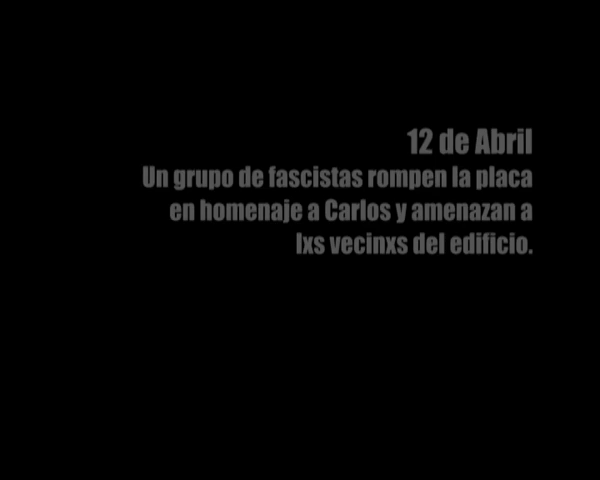 12 de Abril
Un grupo de fascistas rompen la placa
en homenaje a Carlos y amenazan a
lxs vecinxs del edificio.